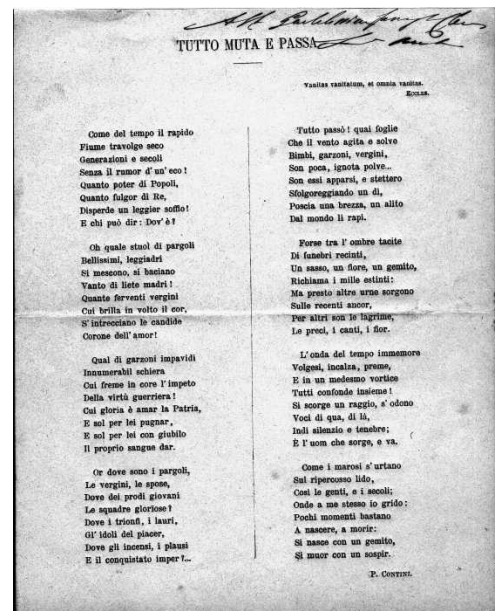 TUTTO MUTA E PASSA
Vanitas vanitatum, et omnia vanitas.
ECCLES.
Come del tempo il rapido
Fiume travolge seco
Generazioni e secoli
Senza il rumor d' un' eco!
Quanto poter di Popoli,
Quanto fulgor di Re,
Disperde un leggier soffio!
E chi può dir: Dov' è?
Oh quale stuol di pargoli
Bellissimi, leggiadri
Si mescono, si baciano
Vanto di liete madri!
Quante ferventi vergini
Cui brilla in volto il cor,
S' intrecciano le candide
Corone dell' amor!
Qual di garzoni impavidi
Innumerabil schiera
Cui freme in core l' impeto
Della virtù guerriera!
Cui gloria è amar la Patria,
E sol per lei pugnar,
E sol per lei con giubilo
Il proprio sangue dar.
Or dove sono i pargoli,
Le vergini, le spose,
Dove dei prodi giovani
Le squadre gloriose?
Dove i trionfi, i lauri,
Gl' idoli del piacer,
Dove gli incensi, i plausi
E il conquistato imper?...
Tutto passò! quai foglie
Che il vento agita e solve
Bimbi, garzoni, vergini,
Son poca, ignota polve...
Son essi apparsi, e stettero
Sfolgoreggiando un dì,
Poscia una brezza, un alito
Dal mondo li rapì.
Forse tra l' ombre tacite
Di funebri recinti,
Un sasso, un fiore, un gemito,
Richiama i mille estinti:
Ma presto altre urne sorgono
Sulle recenti ancor,
Per altri son le lagrime,
Le preci, i canti, i fior.
L' onda del tempo immemore
Volgesi, incalza, preme,
E in un medesmo vortice
Tutti confonde insieme!
Si scorge un raggio, s' odono
Voci di qua, di là,
Indi silenzio e tenebre;
È l' uom che sorge, e va.
Come i marosi s' urtano
Sul ripercosso lido,
Così le genti, e i secoli;
Onde a me stesso io grido:
Pochi momenti bastano
A nascere, a morir:
Si nasce con un gemito,
Si muor con un sospir.
P. CONTINI.